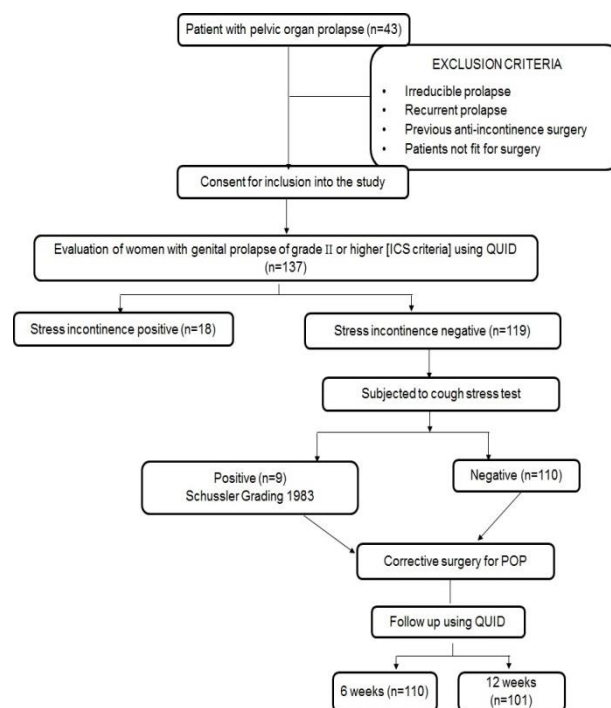 Patient with pelvic organ prolapse (n=43)
EXCLUSION CRITERIA
• Irreducible prolapse
• Recurrent prolapse
• Previous anti-incontinence surgery
• Patients not fit for surgery
Consent for inclusion into the study
Evaluation of women with genital prolapse of grade II or higher [ICS criteria] using QUID
(n=137)
Stress incontinence positive (n=18)
Stress incontinence negative (n=119)
Subjected to cough stress test
Positive (n=9)
Schussler Grading 1983
Negative (n=110)
Corrective surgery for POP
Follow up using QUID
6 weeks (n=110)
12 weeks
(n=101)